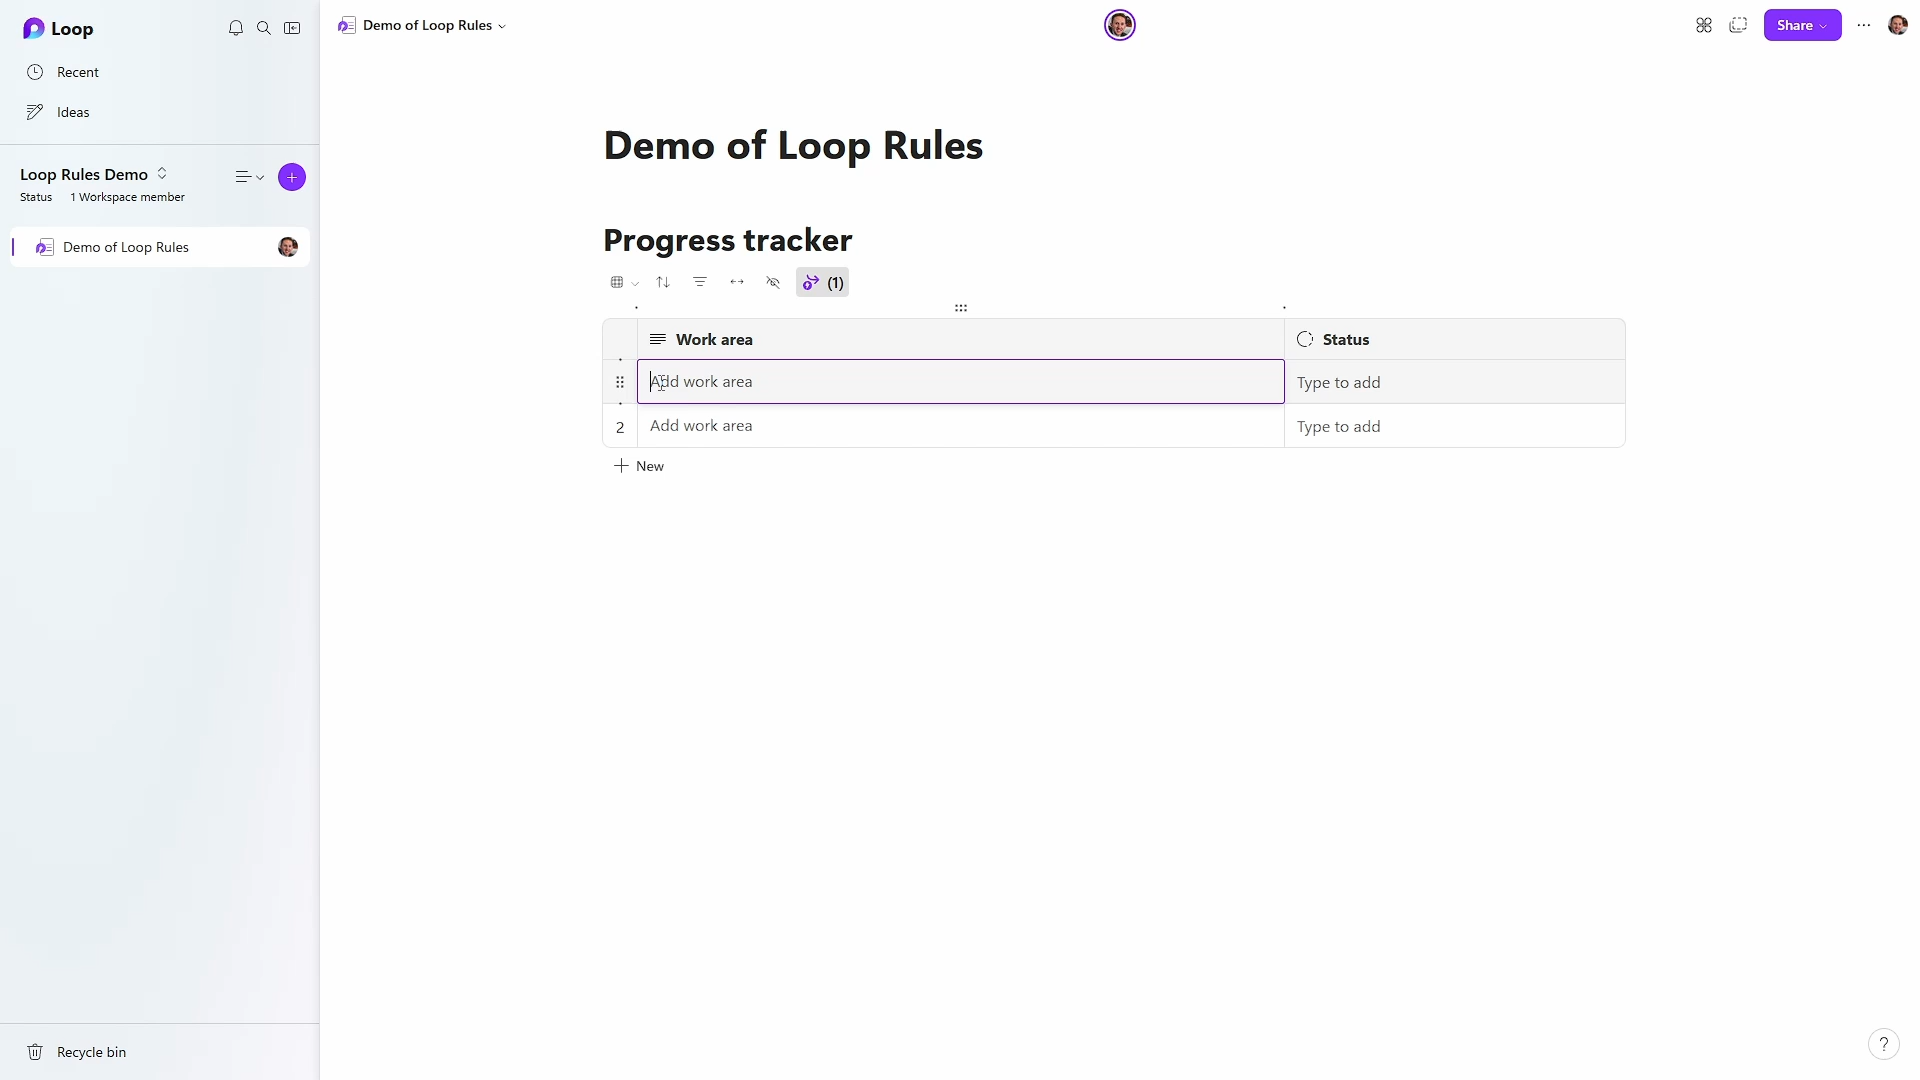 Loop
Demo of Loop Rules
Share
Recent
Ideas
Loop Rules Demo
Status 1 Workspace member
Demo of Loop Rules
Demo of Loop Rules
Progress tracker
(1)
Work area Status
Add work area Type to add
2 Add work area Type to add
New
Recycle bin
?